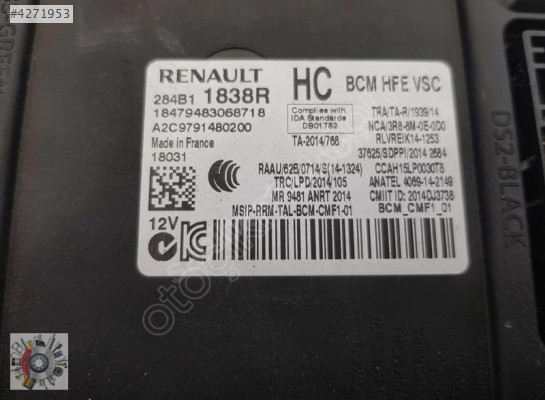 #4271953
RENAULT HC BCM HFE VSC
284B1 1838R
18479483068718
A2C9791480200
Made in France
18031
12V
Complies with
IDA Standards
DB01752
TA-2014/768
TRA/TA-R/1939/14
NCA/3R6-8M-0E-0D0
RLVREIK14-1253
37625/SDPPI/2014 2684
RAAU/62B/0714/S(14-1324)
CCAH15LP0030T8
TRC/LPD/2014/105
ANATEL 4069-14-2149
MR 9481 ANRT 2014
CMIIT ID: 2014DJ3738
MSIP-RRM-TAL-BCM-CMF1-01
BCM_CMF1_01
DS2-BLACK